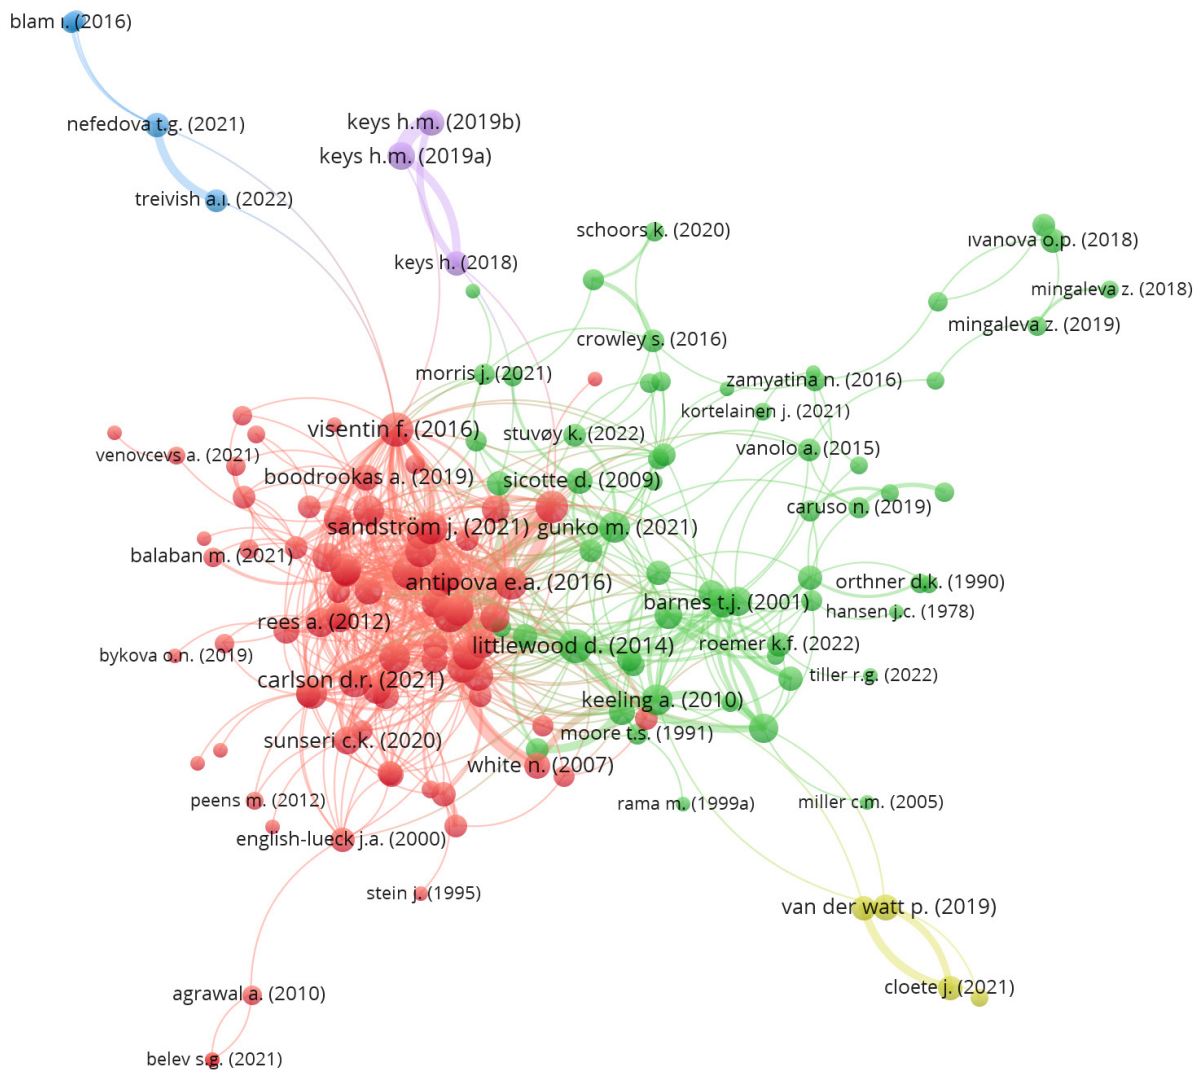 blam ı. (2016)
nefedova t.g. (2021)
keys h.m. (2019b)
keys h.m. (2019a)
treivish a.ı. (2022)
schoors k. (2020)
ıvanova o.p. (2018)
keys h. (2018)
mingaleva z. (2018)
mingaleva z. (2019)
crowley s. (2016)
morris j. (2021)
zamyatina n. (2016)
kortelainen j. (2021)
visentin f. (2016)
stuvøy k. (2022)
vanolo a. (2015)
venovcevs a. (2021)
boodrookas a. (2019)
sicotte d. (2009)
caruso n. (2019)
sandström j. (2021)
gunko m. (2021)
balaban m. (2021)
antipova e.a. (2016)
orthner d.k. (1990)
barnes t.j. (2001)
hansen j.c. (1978)
rees a. (2012)
littlewood d. (2014)
roemer k.f. (2022)
bykova o.n. (2019)
tiller r.g. (2022)
carlson d.r. (2021)
keeling a. (2010)
moore t.s. (1991)
sunseri c.k. (2020)
white n. (2007)
peens m. (2012)
rama m. (1999a)
miller c.m. (2005)
english-lueck j.a. (2000)
stein j. (1995)
van der watt p. (2019)
cloete j. (2021)
agrawal a. (2010)
belev s.g. (2021)